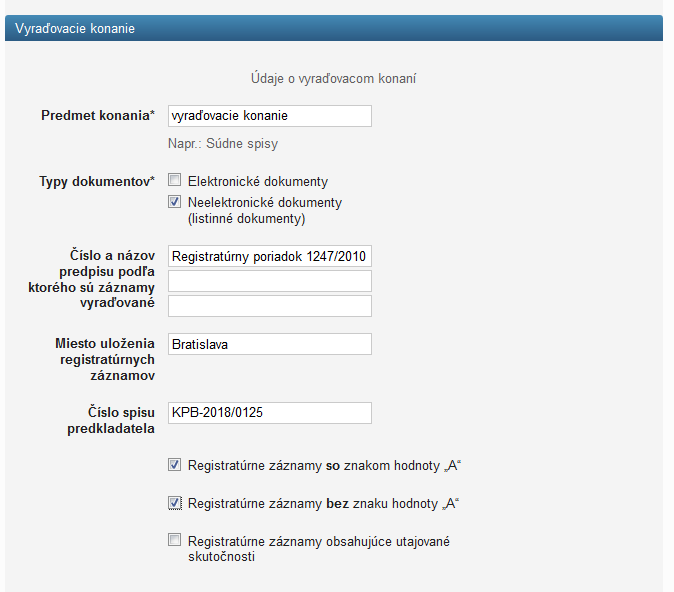 Vyraďovacie konanie
Údaje o vyraďovacom konaní
Predmet konania*
vyraďovacie konanie
Napr.: Súdne spisy
Typy dokumentov*
Elektronické dokumenty
Neelektronické dokumenty
(listinné dokumenty)
Číslo a názov
predpisu podľa
ktorého sú záznamy
vyraďované
Registratúrny poriadok 1247/2010
Miesto uloženia
registratúrnych
záznamov
Bratislava
Číslo spisu
predkladatela
KPB-2018/0125
Registratúrne záznamy so znakom hodnoty „A“
Registratúrne záznamy bez znaku hodnoty „A“
Registratúrne záznamy obsahujúce utajované
skutočnosti